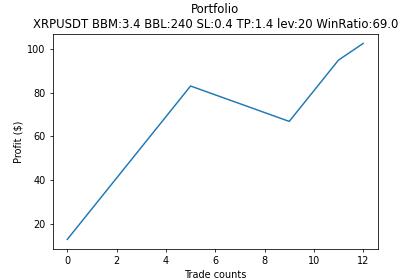 Portfolio
XRPUSDT BBM:3.4 BBL:240 SL:0.4 TP:1.4 lev:20 WinRatio:69.0
100
80
60
40
20
Profit ($)
0 2 4 6 8 10 12
Trade counts